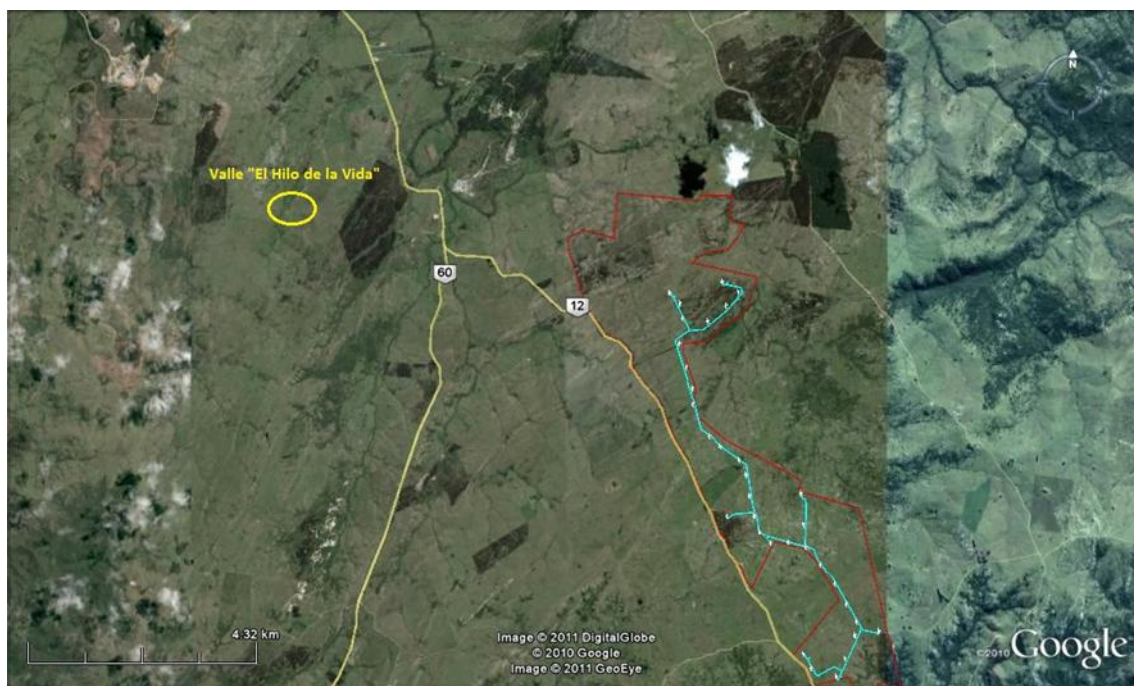 N
Valle "El Hilo de la Vida"
60
12
4.32 km
Image © 2011 DigitalGlobe
© 2010 Google
Image © 2011 GeoEye
©2010 Google